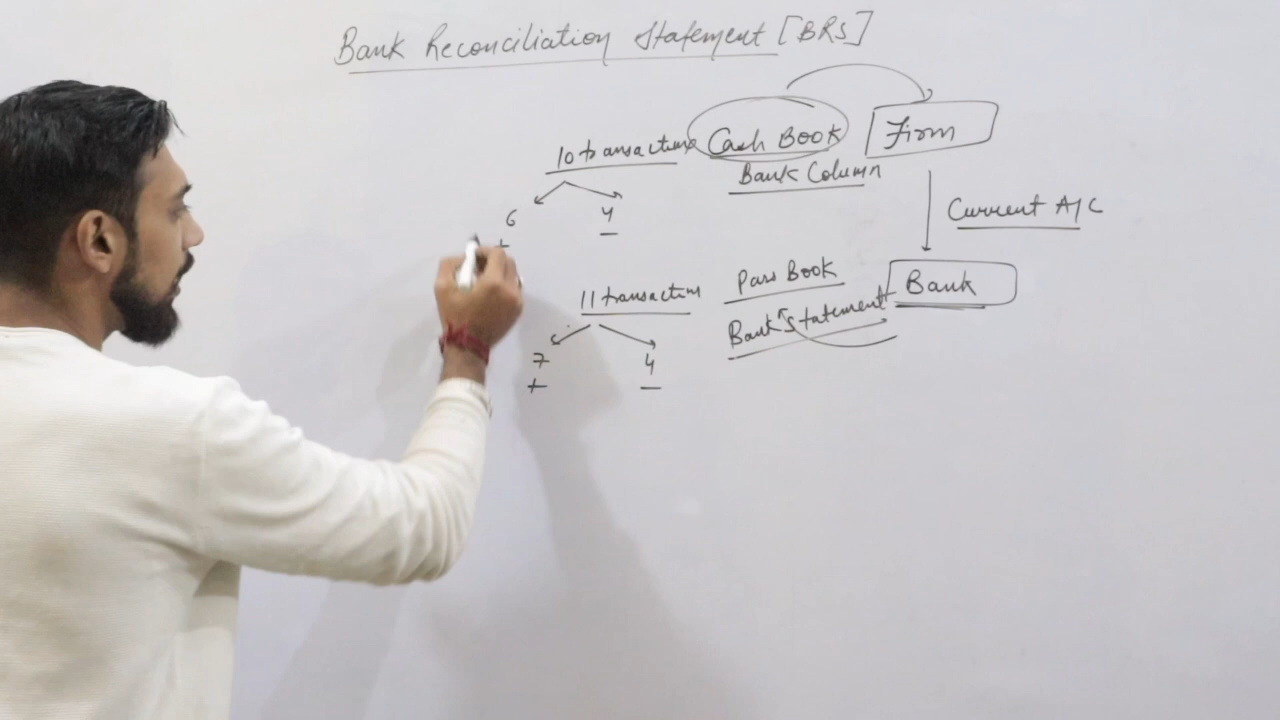 Bank Reconciliation Statement [BRS]
10 transactions Cash Book Firm
Bank Column
6 4
+ -
Current A/C
11 transactions Pass Book Bank
Bank Statement
7 4
+ -